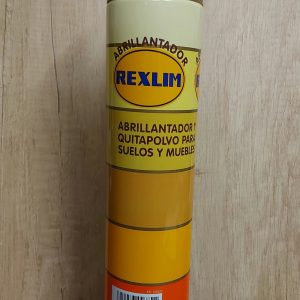 ABRILLANTADOR
REXLIM
ABRILLANTADOR Y
QUITAPOLVO PARA
SUELOS Y MUEBLES